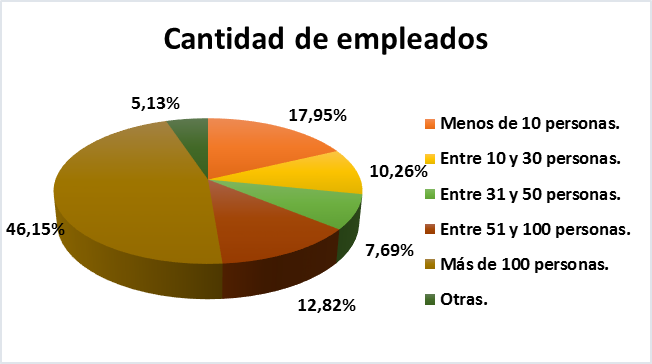 Cantidad de empleados
5,13%
17,95%
10,26%
7,69%
12,82%
46,15%
Menos de 10 personas.
Entre 10 y 30 personas.
Entre 31 y 50 personas.
Entre 51 y 100 personas.
Más de 100 personas.
Otras.